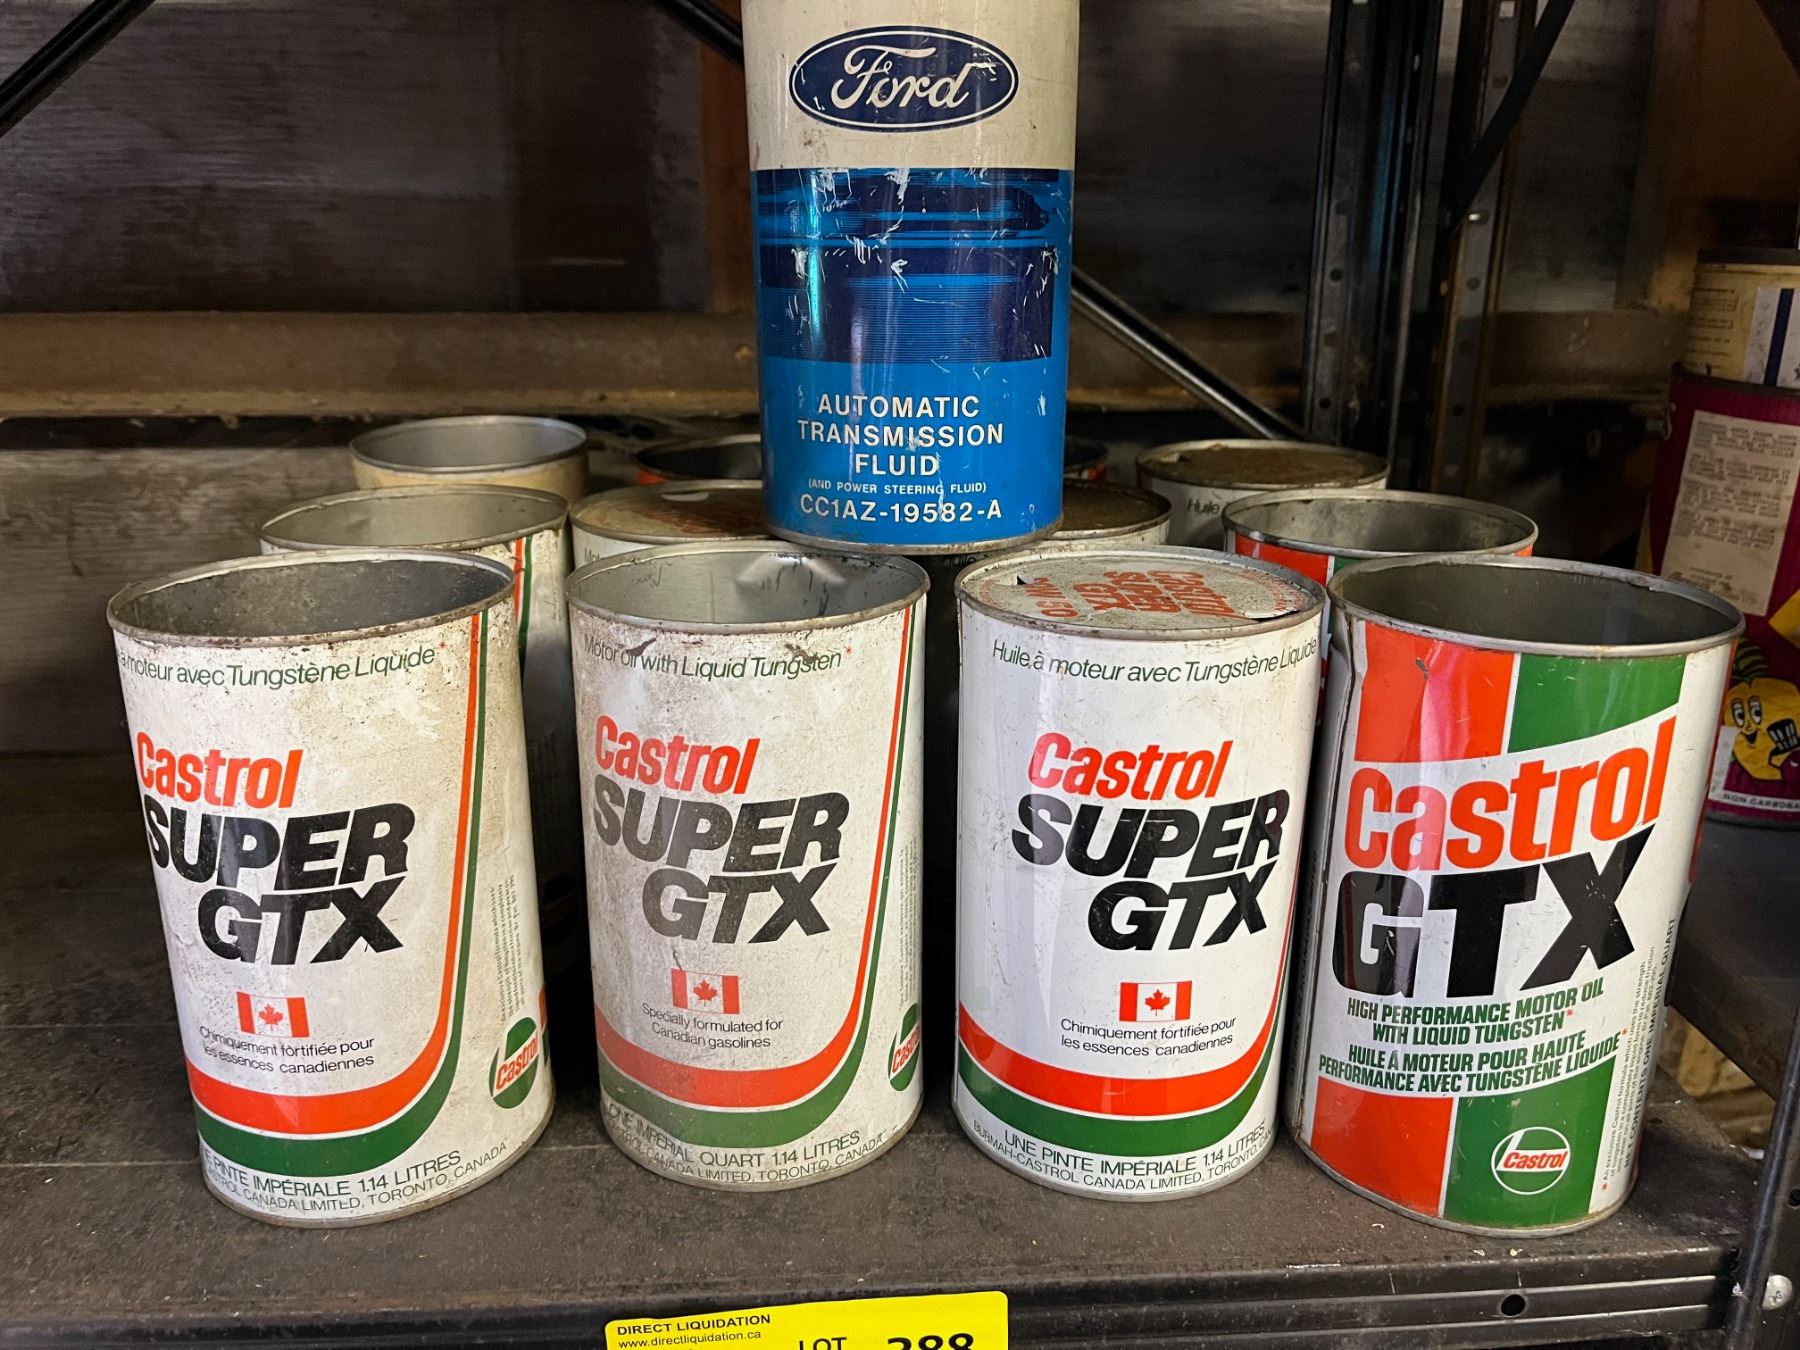 Ford
AUTOMATIC
TRANSMISSION
FLUID
(AND POWER STEERING FLUID)
CC1AZ-19582-A
Huile
à moteur avec Tungstène Liquide*
Castrol
SUPER
GTX
Chimiquement fortifiée pour
les essences canadiennes
PINTE IMPÉRIALE 1.14 LITRES
CANADA LIMITED, TORONTO, CANADA
Castrol
Motor oil with Liquid Tungsten*
Castrol
SUPER
GTX
Specially formulated for
Canadian gasolines
ONE IMPERIAL QUART 1.14 LITRES
CANADA LIMITED, TORONTO, CANADA
Castrol
SUPER
GTX
Huile à moteur avec Tungstène Liquide
Castrol
SUPER
GTX
Chimiquement fortifiée pour
les essences canadiennes
UNE PINTE IMPÉRIALE 1.14 LITRES
BURMAH-CASTROL CANADA LIMITED, TORONTO,
Castrol
GTX
HIGH PERFORMANCE MOTOR OIL
WITH LIQUID TUNGSTEN*
HUILE À MOTEUR POUR HAUTE
PERFORMANCE AVEC TUNGSTÈNE LIQUIDE*
Castrol
DIRECT LIQUIDATION
www.directliquidation.ca
LOT 388